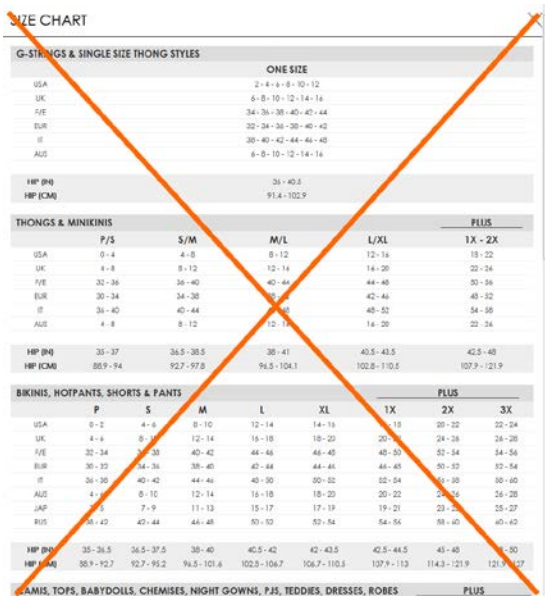 SIZE CHART
G-STRINGS & SINGLE SIZE THONG STYLES
ONE SIZE
USA 2 - 4 - 6 - 8 - 10 - 12
UK 6 - 8 - 10 - 12 - 14 - 16
F/E 34 - 36 - 38 - 40 - 42 - 44
EUR 32 - 34 - 36 - 38 - 40 - 42
IT 38 - 40 - 42 - 44 - 46 - 48
AUS 6 - 8 - 10 - 12 - 14 - 16
HIP (IN) 36 - 40.5
HIP (CM) 91.4 - 102.9
THONGS & MINIKINIS PLUS
P/S S/M M/L L/XL 1X - 2X
USA 0 - 4 4 - 8 8 - 12 12 - 16 18 - 22
UK 4 - 8 8 - 12 12 - 16 16 - 20 22 - 26
F/E 32 - 36 36 - 40 40 - 44 44 - 48 50 - 56
EUR 30 - 34 34 - 38 42 - 46 48 - 52
IT 36 - 40 40 - 44 48 - 52 54 - 58
AUS 4 - 8 8 - 12 16 - 20 22 - 26
HIP (IN) 35 - 37 36.5 - 38.5 38 - 41 40.5 - 43.5 42.5 - 48
HIP (CM) 88.9 - 94 92.7 - 97.8 96.5 - 104.1 102.8 - 110.5 107.9 - 121.9
BIKINIS, HOTPANTS, SHORTS & PANTS PLUS
P S M L XL 1X 2X 3X
USA 0 - 2 4 - 6 8 - 10 12 - 14 14 - 16 20 - 22 22 - 24
UK 4 - 6 12 - 14 16 - 18 18 - 20 24 - 26 26 - 28
F/E 32 - 34 40 - 42 44 - 46 46 - 48 48 - 50 52 - 54 54 - 56
EUR 30 - 32 34 - 36 38 - 40 42 - 44 44 - 46 46 - 48 50 - 52 52 - 54
IT 36 - 38 40 - 42 44 - 46 48 - 50 50 - 52 52 - 54 58 - 60
AUS 8 - 10 12 - 14 16 - 18 18 - 20 20 - 22 26 - 28
JAP 7 - 9 11 - 13 15 - 17 17 - 19 19 - 21 25 - 27
RUS 42 - 44 46 - 48 50 - 52 52 - 54 54 - 56 58 - 60 60 - 62
HIP (IN) 35 - 36.5 36.5 - 37.5 38 - 40 40.5 - 42 42 - 43.5 42.5 - 44.5 45 - 48
HIP (CM) 88.9 - 92.7 92.7 - 95.2 96.5 - 101.6 102.5 - 106.7 106.7 - 110.5 107.9 - 113 114.3 - 121.9
CAMIS, TOPS, BABYDOLLS, CHEMISES, NIGHT GOWNS, PJS, TEDDIES, DRESSES, ROBES PLUS